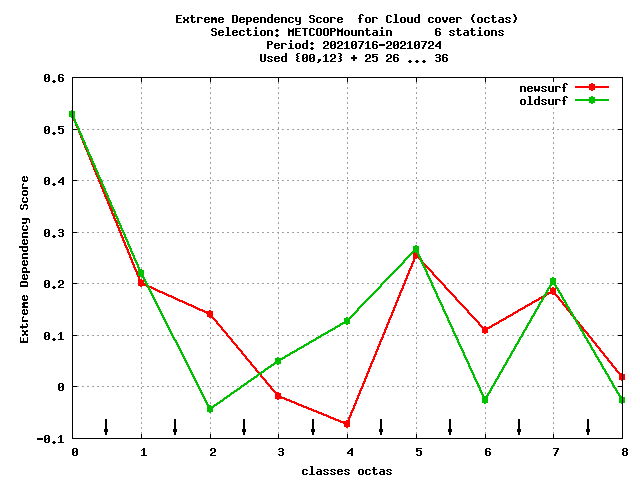 Extreme Dependency Score  for Cloud cover (octas)
Selection: METCOOPMountain      6 stations
Period: 20210716-20210724
Used {00,12} + 25 26 ... 36
newsurf
oldsurf
Extreme Dependency Score
0.6
0.5
0.4
0.3
0.2
0.1
0
-0.1
0 1 2 3 4 5 6 7 8
classes octas